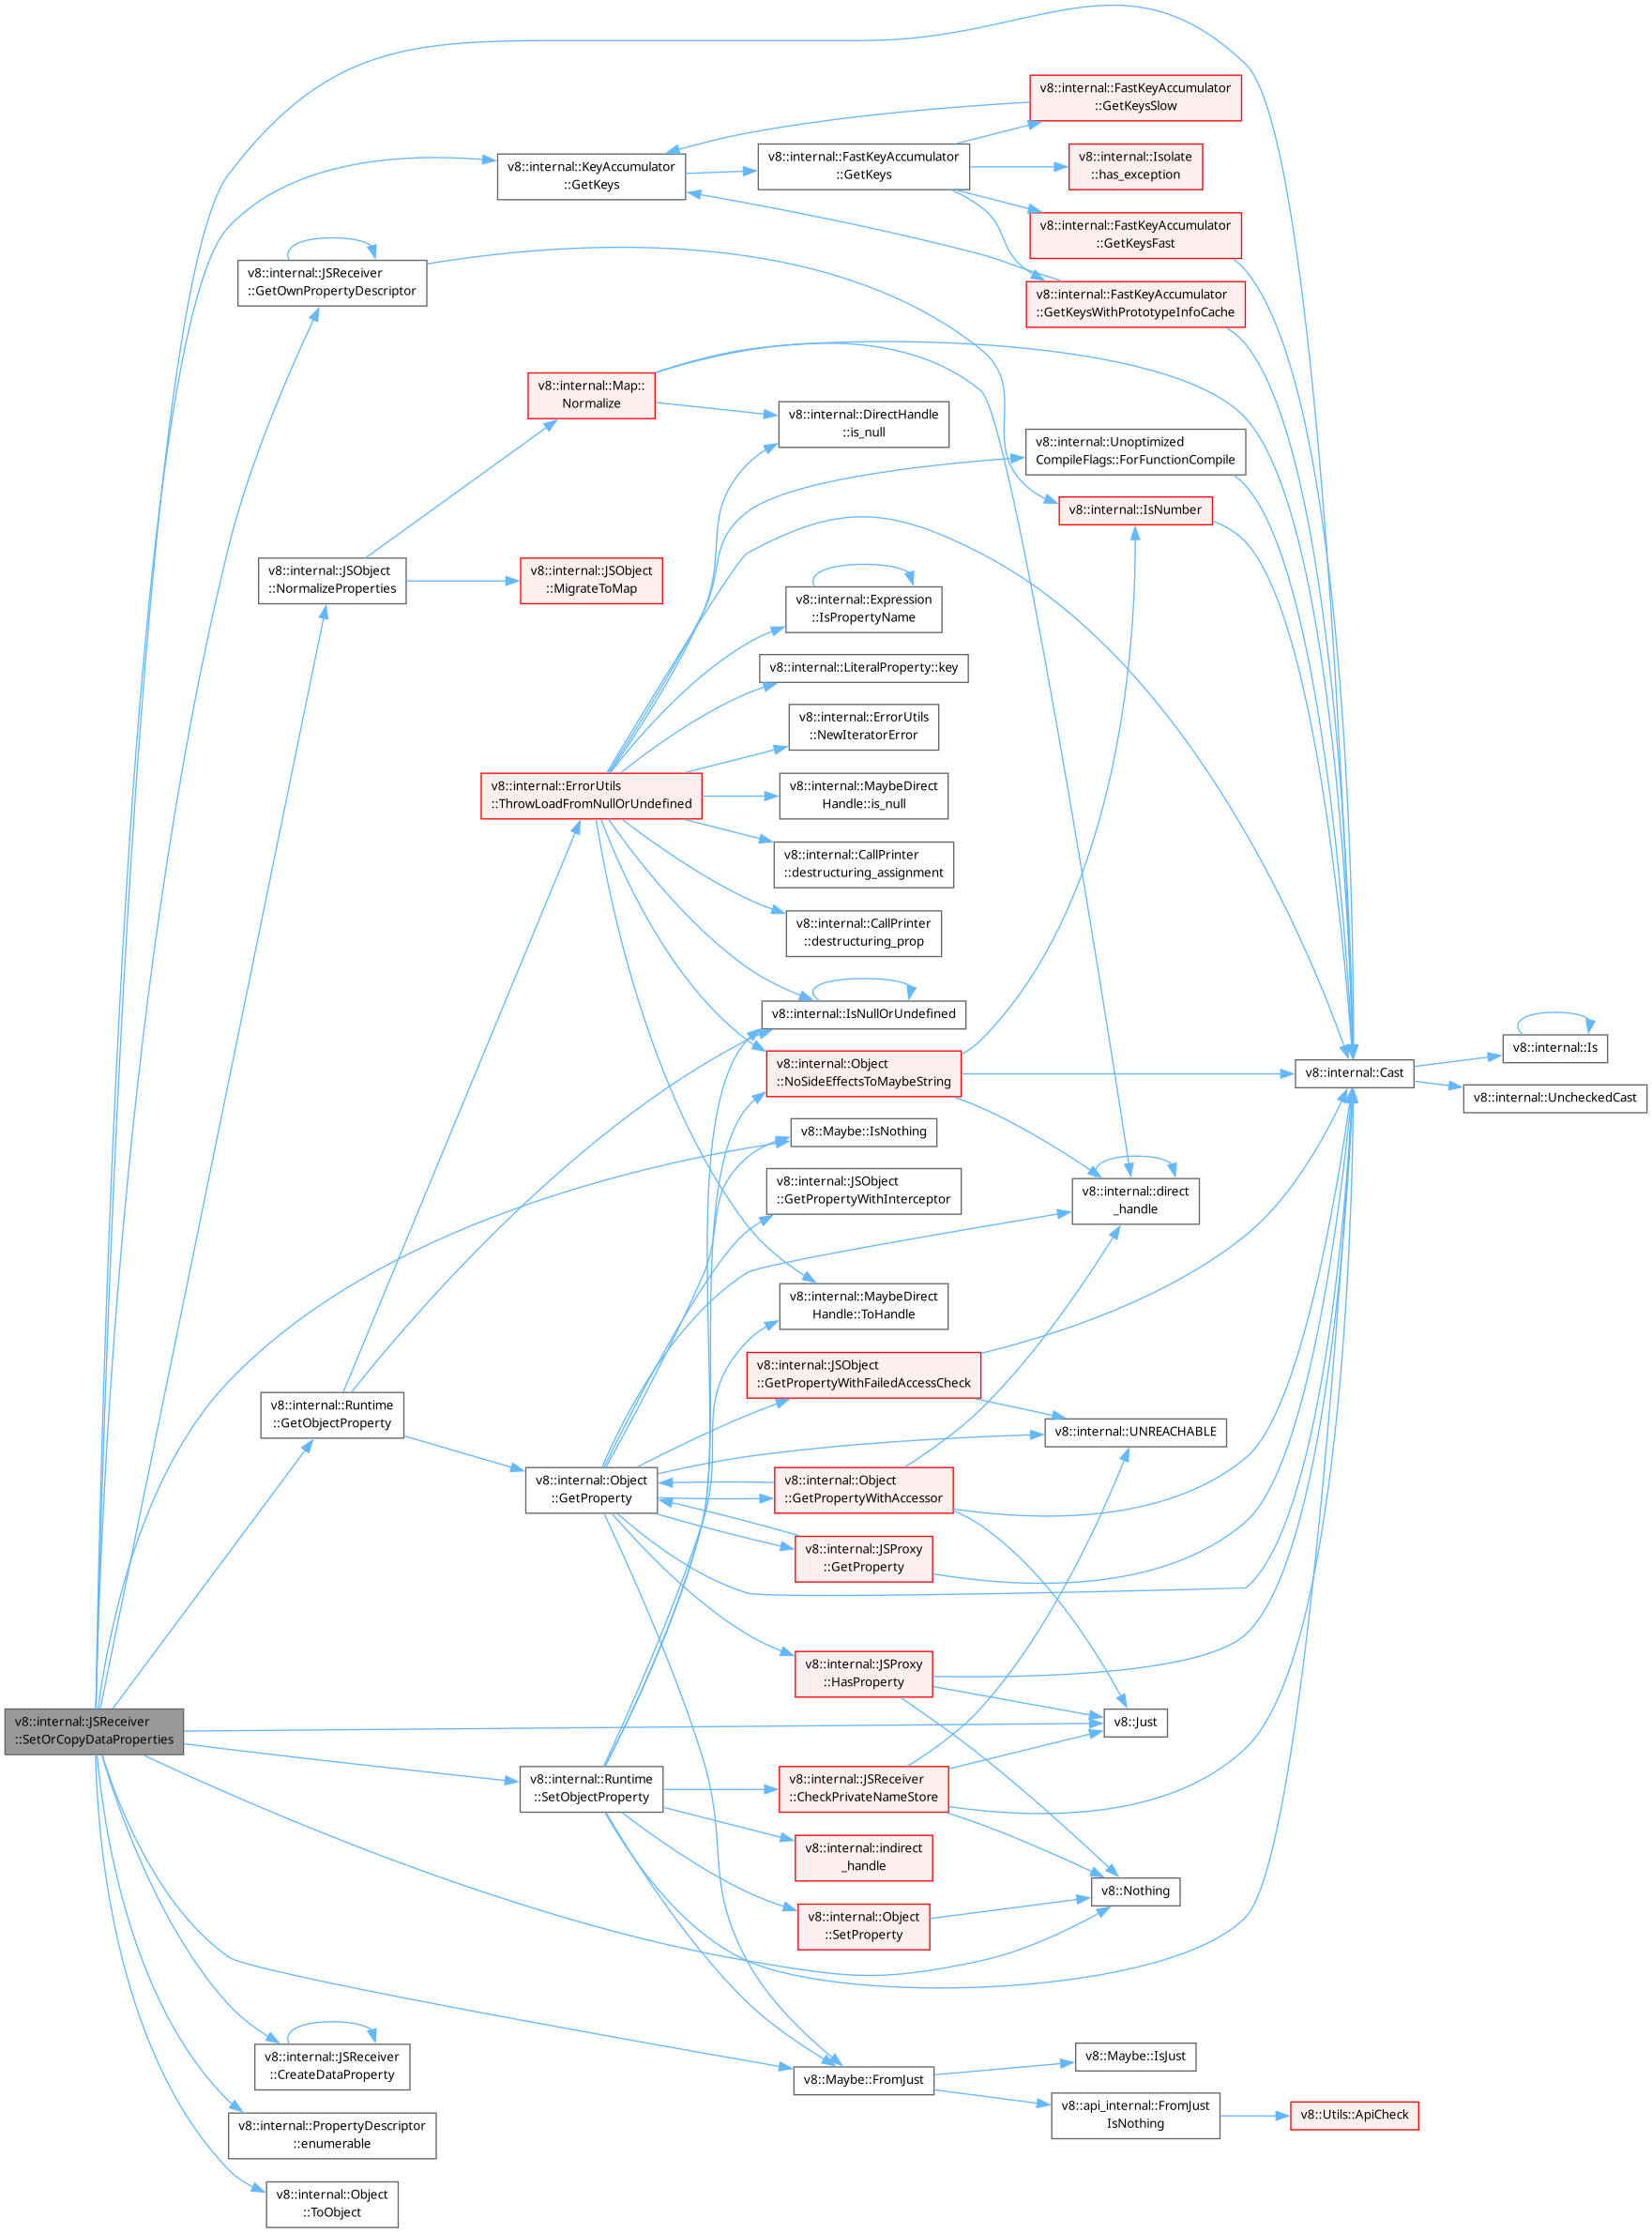 v8::internal::FastKeyAccumulator
::GetKeysSlow
v8::internal::KeyAccumulator
::GetKeys
v8::internal::FastKeyAccumulator
::GetKeys
v8::internal::Isolate
::has_exception
v8::internal::FastKeyAccumulator
::GetKeysFast
v8::internal::JSReceiver
::GetOwnPropertyDescriptor
v8::internal::FastKeyAccumulator
::GetKeysWithPrototypeInfoCache
v8::internal::Map::
Normalize
v8::internal::DirectHandle
::is_null
v8::internal::Unoptimized
CompileFlags::ForFunctionCompile
v8::internal::IsNumber
v8::internal::JSObject
::NormalizeProperties
v8::internal::JSObject
::MigrateToMap
v8::internal::Expression
::IsPropertyName
v8::internal::LiteralProperty::key
v8::internal::ErrorUtils
::NewIteratorError
v8::internal::ErrorUtils
::ThrowLoadFromNullOrUndefined
v8::internal::MaybeDirect
Handle::is_null
v8::internal::CallPrinter
::destructuring_assignment
v8::internal::CallPrinter
::destructuring_prop
v8::internal::IsNullOrUndefined
v8::internal::Object
::NoSideEffectsToMaybeString
v8::internal::Cast
v8::internal::Is
v8::internal::UncheckedCast
v8::Maybe::IsNothing
v8::internal::JSObject
::GetPropertyWithInterceptor
v8::internal::direct
_handle
v8::internal::MaybeDirect
Handle::ToHandle
v8::internal::JSObject
::GetPropertyWithFailedAccessCheck
v8::internal::Runtime
::GetObjectProperty
v8::internal::UNREACHABLE
v8::internal::Object
::GetProperty
v8::internal::Object
::GetPropertyWithAccessor
v8::internal::JSProxy
::GetProperty
v8::internal::JSProxy
::HasProperty
v8::internal::JSReceiver
::SetOrCopyDataProperties
v8::Just
v8::internal::Runtime
::SetObjectProperty
v8::internal::JSReceiver
::CheckPrivateNameStore
v8::internal::indirect
_handle
v8::Nothing
v8::internal::Object
::SetProperty
v8::internal::JSReceiver
::CreateDataProperty
v8::Maybe::FromJust
v8::Maybe::IsJust
v8::api_internal::FromJust
IsNothing
v8::Utils::ApiCheck
v8::internal::PropertyDescriptor
::enumerable
v8::internal::Object
::ToObject